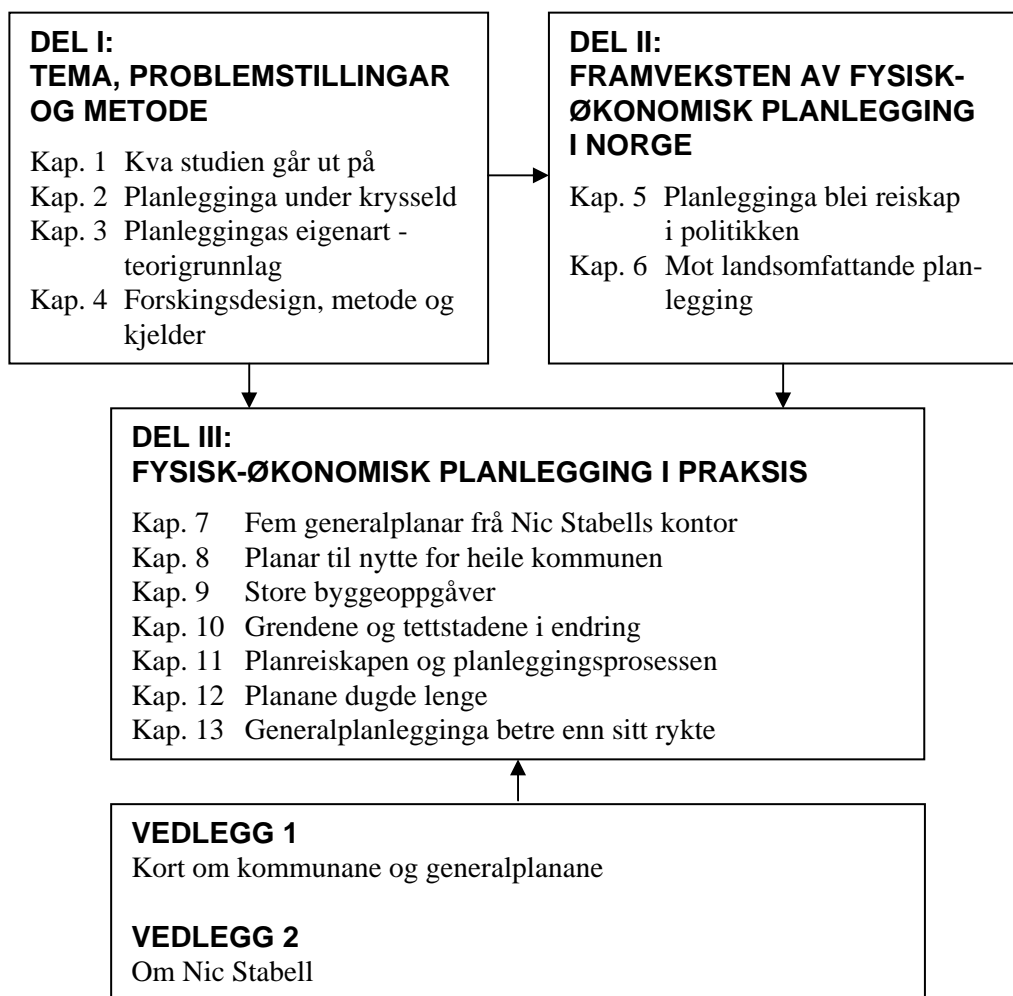 DEL I:
TEMA, PROBLEMSTILLINGAR
OG METODE
Kap. 1 Kva studien går ut på
Kap. 2 Planlegginga under krysseld
Kap. 3 Planleggingas eigenart -
teorigrunnlag
Kap. 4 Forskingsdesign, metode og
kjelder
DEL II:
FRAMVEKSTEN AV FYSISK-
ØKONOMISK PLANLEGGING
I NORGE
Kap. 5 Planlegginga blei reiskap
i politikken
Kap. 6 Mot landsomfattande plan-
legging
DEL III:
FYSISK-ØKONOMISK PLANLEGGING I PRAKSIS
Kap. 7 Fem generalplanar frå Nic Stabells kontor
Kap. 8 Planar til nytte for heile kommunen
Kap. 9 Store byggeoppgåver
Kap. 10 Grendene og tettstadene i endring
Kap. 11 Planreiskapen og planleggingsprosessen
Kap. 12 Planane dugde lenge
Kap. 13 Generalplanlegginga betre enn sitt rykte
VEDLEGG 1
Kort om kommunane og generalplanane
VEDLEGG 2
Om Nic Stabell